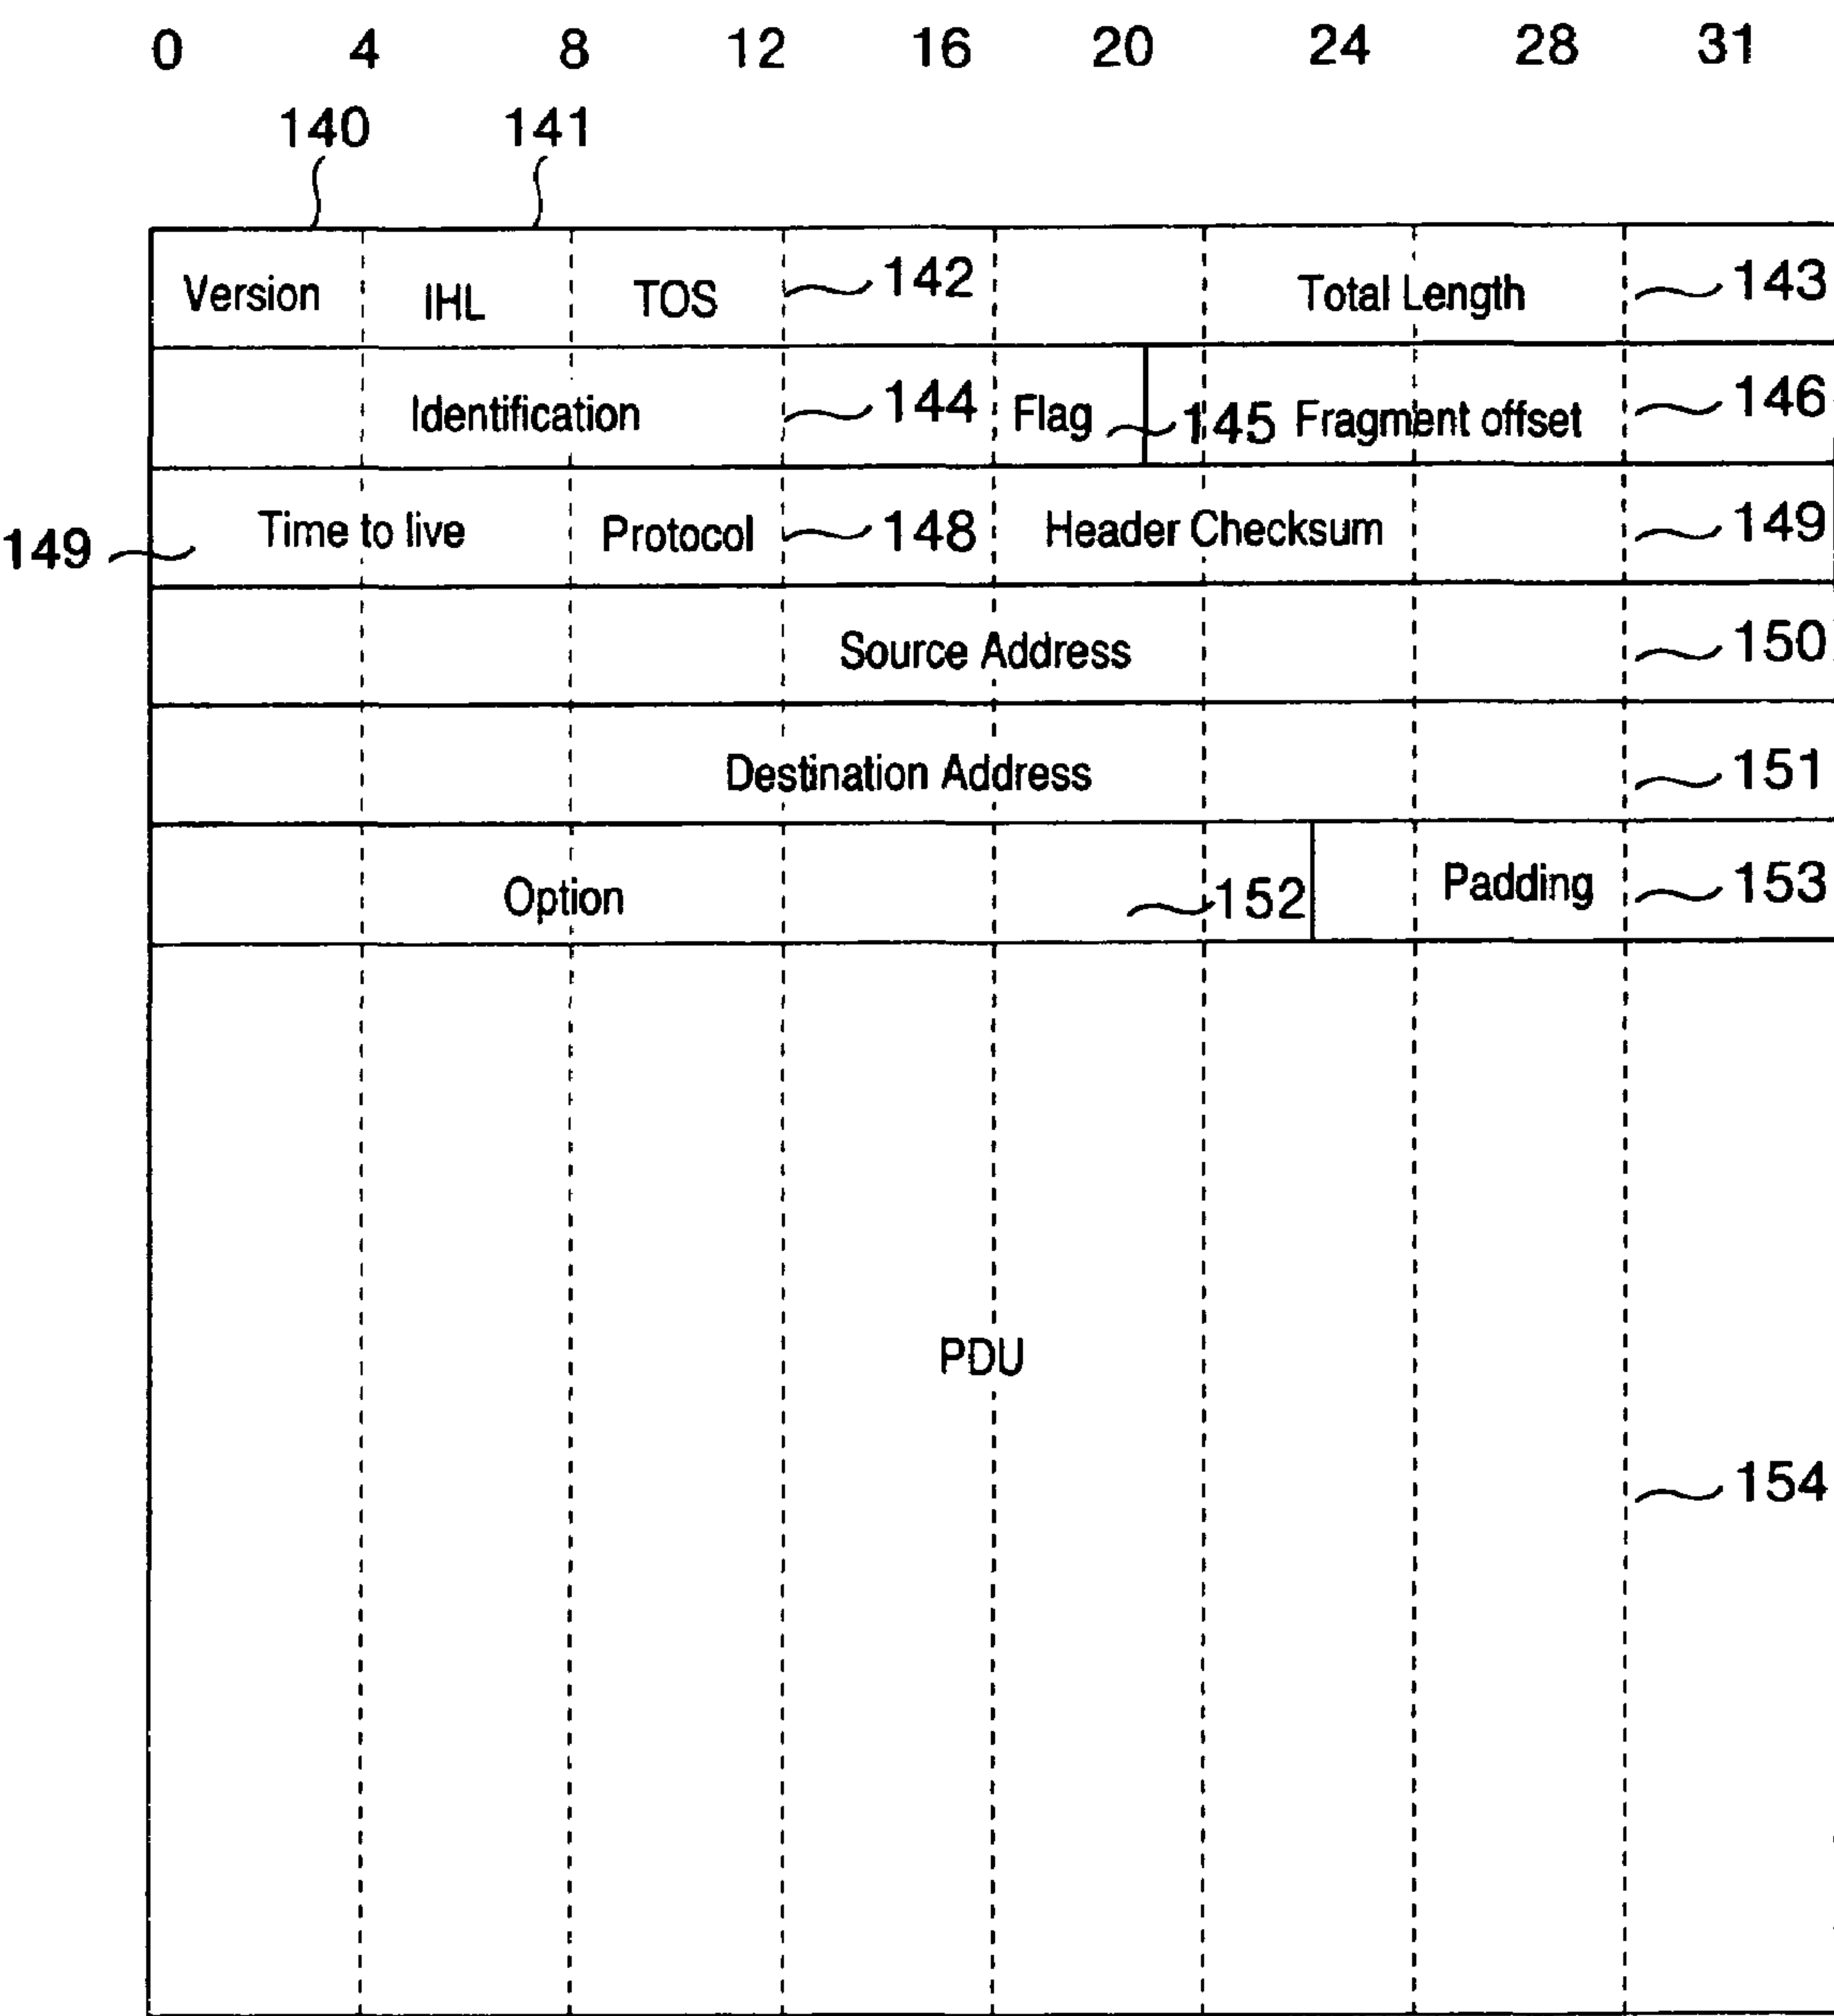 0 4 8 12 16 20 24 28 31
140 141
Version IHL TOS 142 Total Length 143
Identification 144 Flag 145 Fragment offset 146
149 Time to live Protocol 148 Header Checksum 149
Source Address 150
Destination Address 151
Option 152 Padding 153
PDU
154